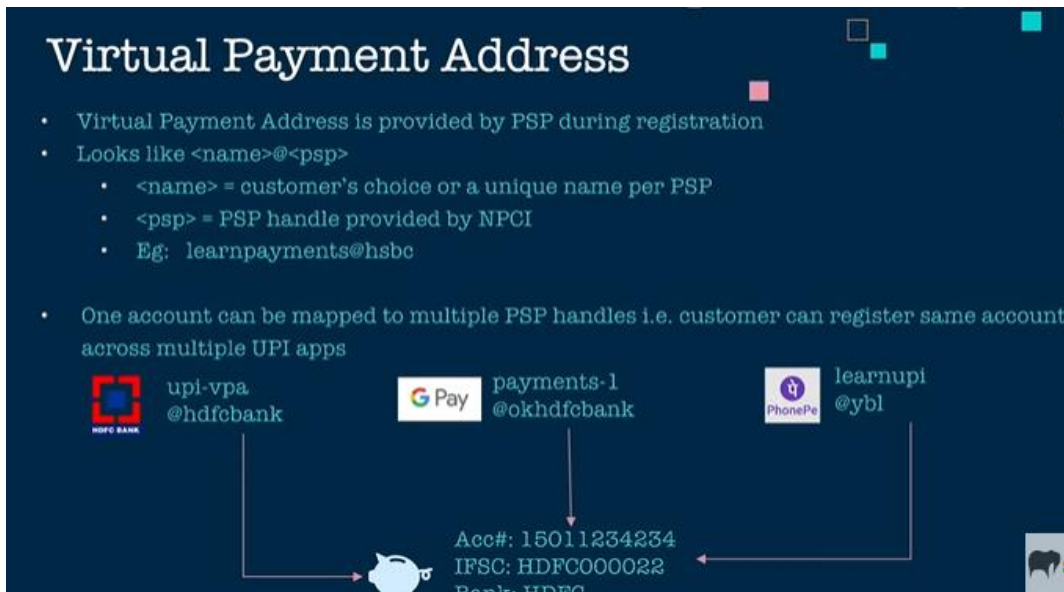 Virtual Payment Address
• Virtual Payment Address is provided by PSP during registration
• Looks like <name>@<psp>
• <name> = customer's choice or a unique name per PSP
• <psp> = PSP handle provided by NPCI
• Eg: learnpayments@hsbc
• One account can be mapped to multiple PSP handles i.e. customer can register same account
across multiple UPI apps
HDFC BANK
upi-vpa
@hdfcbank
G Pay
payments-1
@okhdfcbank
पे
PhonePe
learnupi
@ybl
Acc#: 15011234234
IFSC: HDFC000022
Bank: HDFC